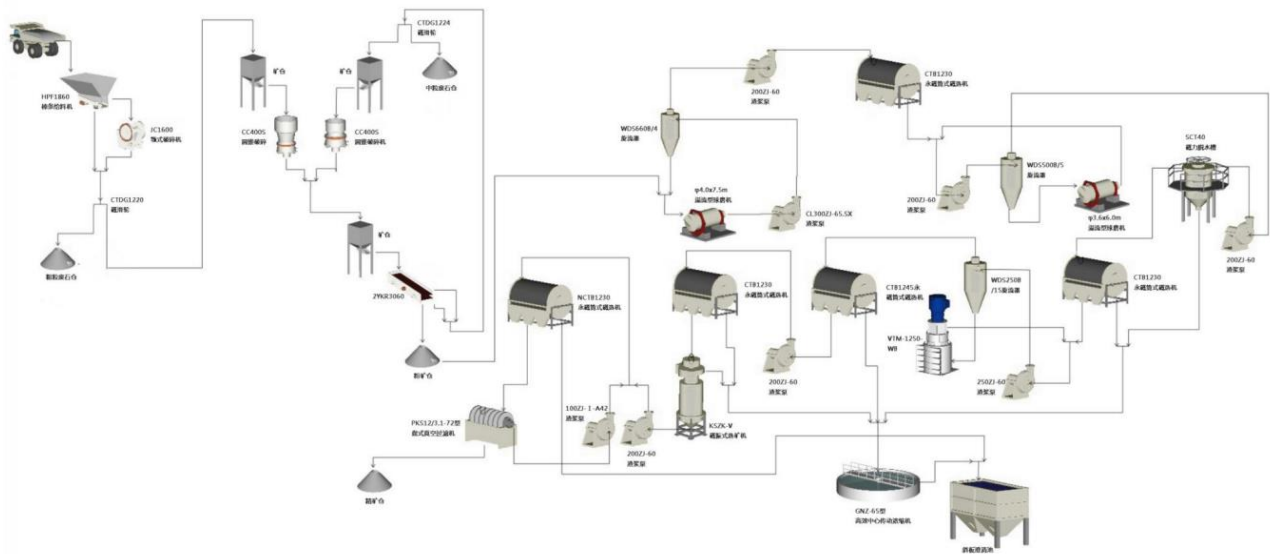 HPF1860
棒条给料机
JC1600
颚式破碎机
CTDG1220
磁滑轮
粗粒废石仓
矿仓
CC400S
圆锥破碎
矿仓
CC400S
圆锥破碎机
CTDG1224
磁滑轮
中粒废石仓
矿仓
2YKR3060
粉矿仓
NCTB1230
永磁筒式磁选机
PKS12/3.1-72型
盘式真空过滤机
精矿仓
100ZJ-I-A42
渣浆泵
200ZJ-60
渣浆泵
WDS660B/4
旋流器
200ZJ-60
渣浆泵
CTB1230
永磁筒式磁选机
φ4.0x7.5m
溢流型球磨机
CL300ZJ-65.5X
渣浆泵
CTB1230
永磁筒式磁选机
200ZJ-60
渣浆泵
KSZK-Ⅴ
CTB1245永
磁筒式磁选机
WDS250B
/15旋流器
VTM-1250-
WB
250ZJ-60
渣浆泵
200ZJ-60
渣浆泵
WDS500B/5
旋流器
φ3.6x6.0m
溢流型球磨机
SCT40
磁力脱水槽
200ZJ-60
渣浆泵
CTB1230
永磁筒式磁选机
GNZ-65型
高效中心传动浓缩机
斜板澄清池